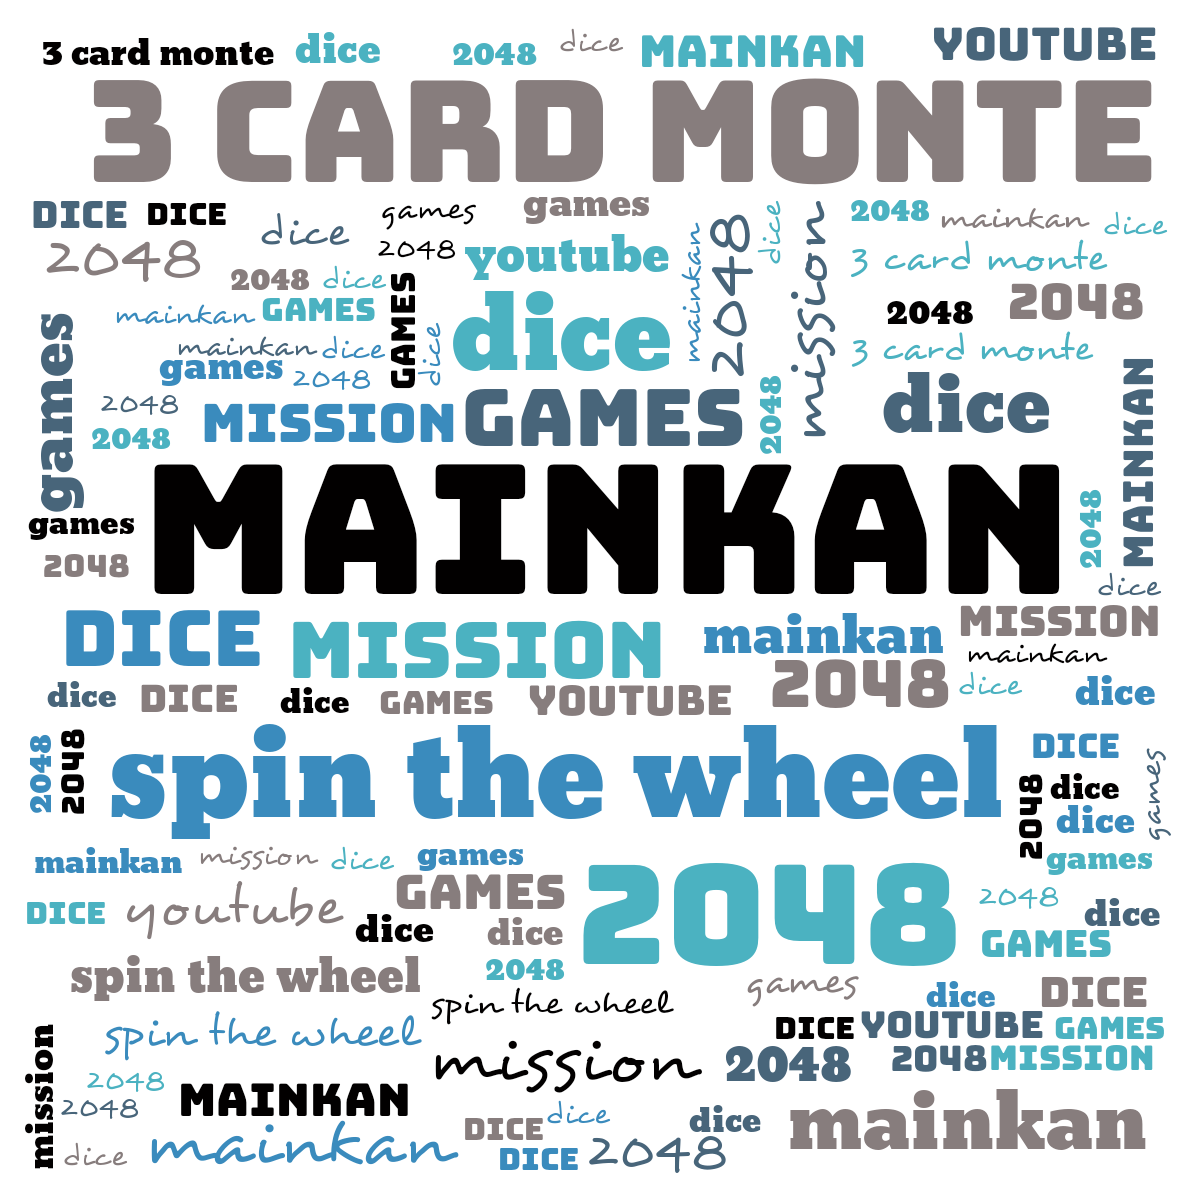 3 card monte
dice
2048
dice
MAINKAN
YOUTUBE
3 CARD MONTE
DICE
DICE
dice
games
games
2048
mainkan
dice
2048
2048
youtube
mainkan
2048
dice
mission
3 card monte
2048
dice
mainkan
GAMES
GAMES
dice
2048
2048
3 card monte
mainkan
dice
games
2048
dice
games
2048
2048
MISSION
GAMES
2048
dice
MAINKAN
games
MAINKAN
2048
2048
dice
DICE
MISSION
mainkan
MISSION
mainkan
2048
dice
dice
dice
DICE
dice
GAMES
YOUTUBE
2048
2048
spin the wheel
DICE
games
2048
dice
dice
games
mainkan
mission
dice
games
GAMES
2048
2048
DICE
youtube
dice
dice
dice
GAMES
spin the wheel
2048
games
dice
DICE
spin the wheel
spin the wheel
DICE
YOUTUBE
GAMES
mission
mission
2048
2048
MISSION
2048
2048
MAINKAN
dice
mainkan
dice
mainkan
DICE
dice
DICE
2048